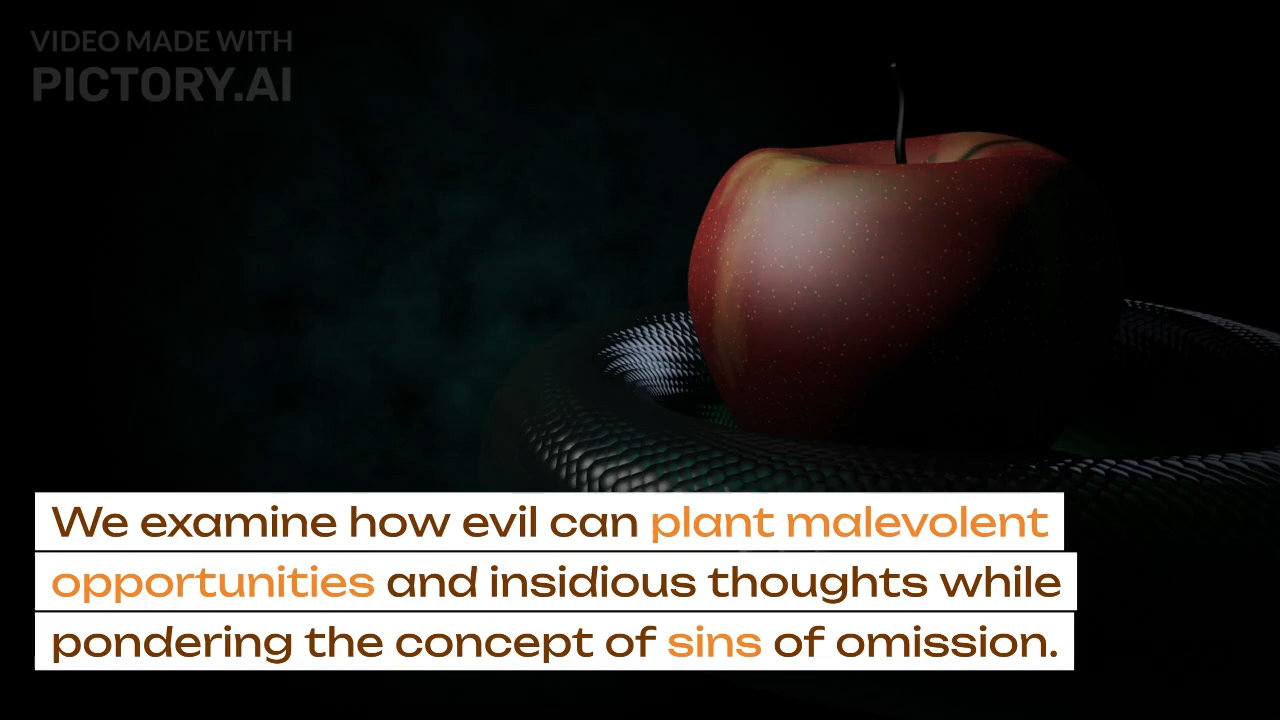 VIDEO MADE WITH
PICTORY.AI
We examine how evil can plant malevolent
opportunities and insidious thoughts while
pondering the concept of sins of omission.